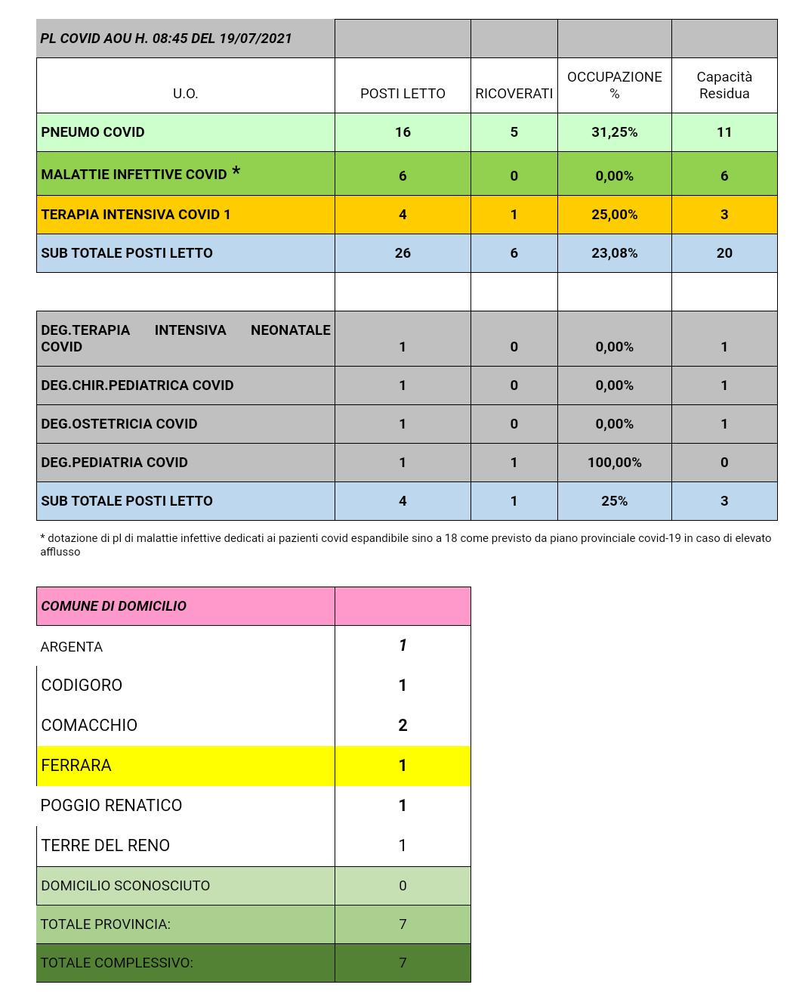 PL COVID AOU H. 08:45 DEL 19/07/2021
U.O. POSTI LETTO RICOVERATI OCCUPAZIONE % Capacità Residua
PNEUMO COVID 16 5 31,25% 11
MALATTIE INFETTIVE COVID * 6 0 0,00% 6
TERAPIA INTENSIVA COVID 1 4 1 25,00% 3
SUB TOTALE POSTI LETTO 26 6 23,08% 20
DEG.TERAPIA INTENSIVA NEONATALE COVID 1 0 0,00% 1
DEG.CHIR.PEDIATRICA COVID 1 0 0,00% 1
DEG.OSTETRICIA COVID 1 0 0,00% 1
DEG.PEDIATRIA COVID 1 1 100,00% 0
SUB TOTALE POSTI LETTO 4 1 25% 3
* dotazione di pl di malattie infettive dedicati ai pazienti covid espandibile sino a 18 come previsto da piano provinciale covid-19 in caso di elevato
afflusso
COMUNE DI DOMICILIO
ARGENTA 1
CODIGORO 1
COMACCHIO 2
FERRARA 1
POGGIO RENATICO 1
TERRE DEL RENO 1
DOMICILIO SCONOSCIUTO 0
TOTALE PROVINCIA: 7
TOTALE COMPLESSIVO: 7